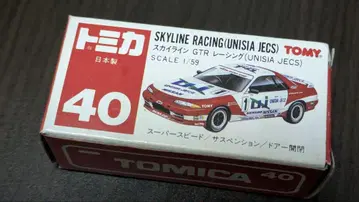 トミカ
日本製
40
SKYLINE RACING(UNISIA JECS)
TOMY
スカイライン GTR レーシング(UNISIA JECS)
SCALE 1/59
スーパースピード/サスペンション/ドアー開閉
TOMICA
40